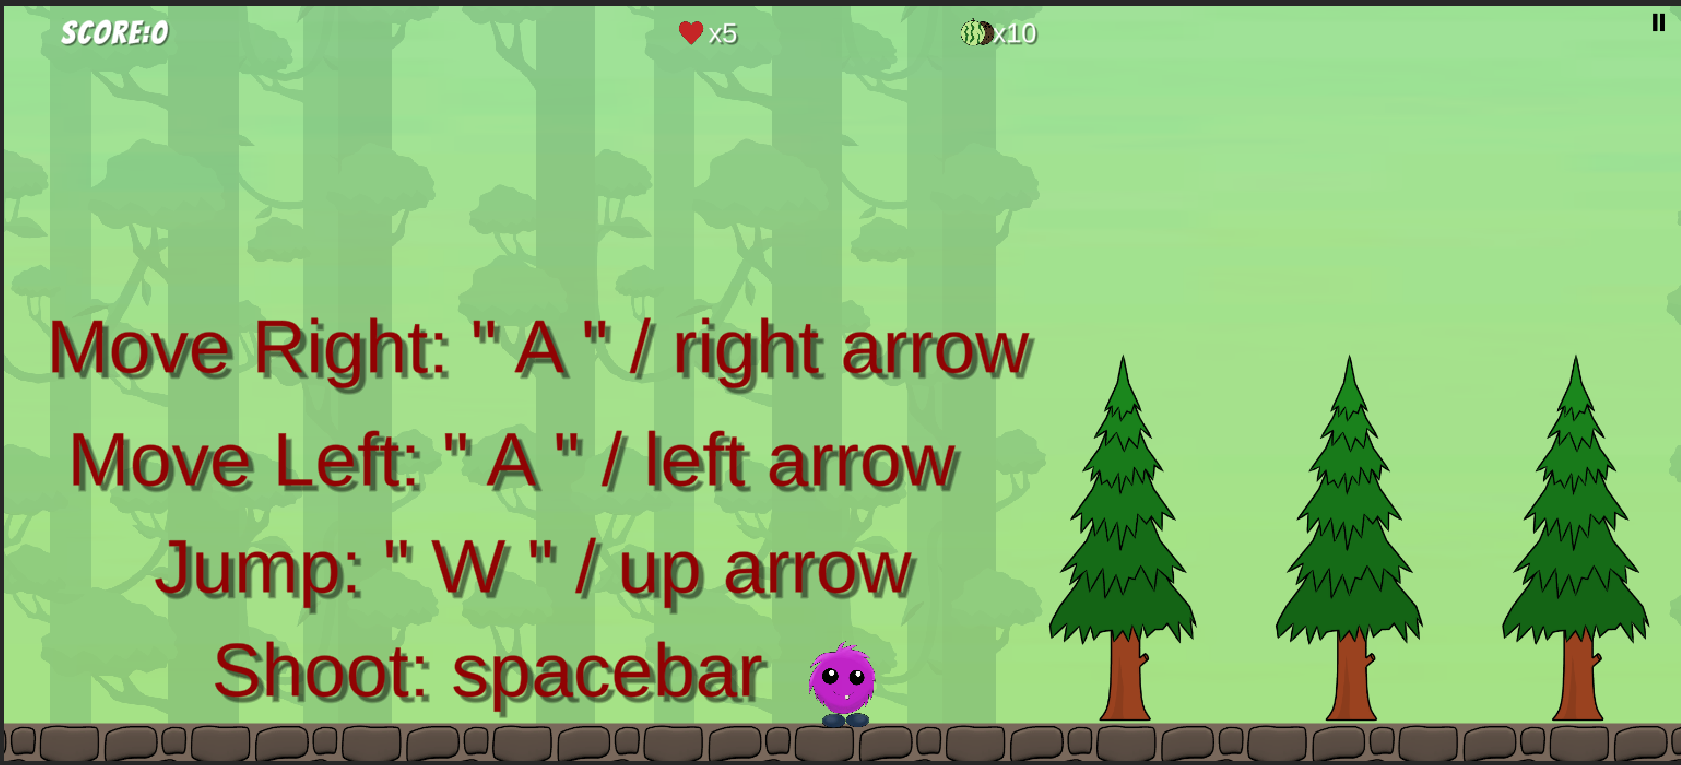 SCORE:0
x5
x10
Move Right: " A " / right arrow
Move Left: " A " / left arrow
Jump: " W " / up arrow
Shoot: spacebar